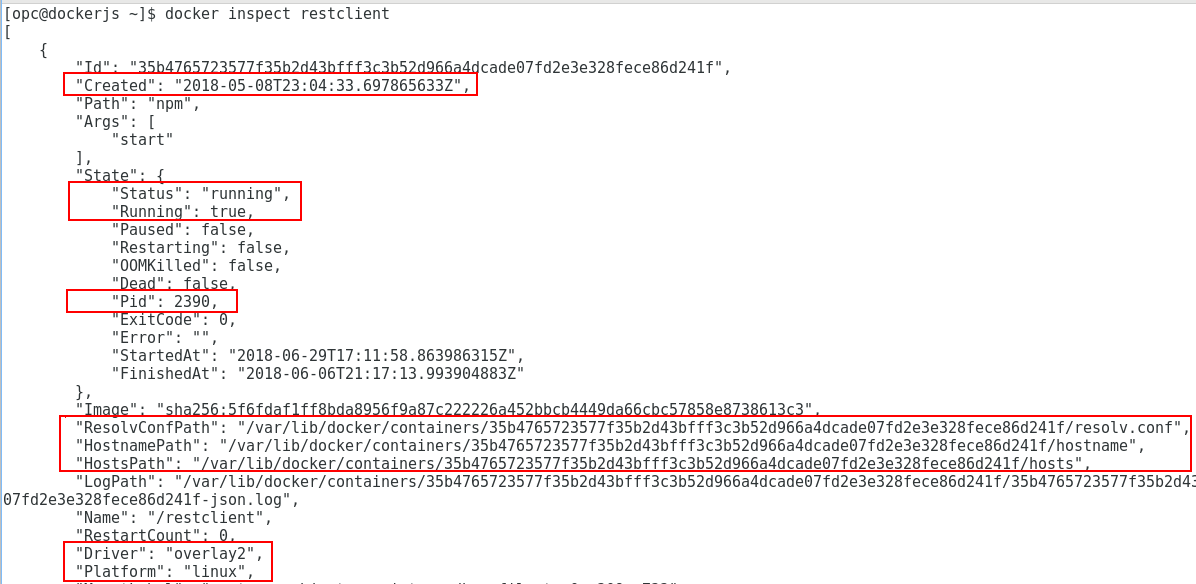 [opc@dockerjs ~]$ docker inspect restclient
[
    {
        "Id": "35b4765723577f35b2d43bfff3c3b52d966a4dcade07fd2e3e328fece86d241f",
        "Created": "2018-05-08T23:04:33.697865633Z",
        "Path": "npm",
        "Args": [
            "start"
        ],
        "State": {
            "Status": "running",
            "Running": true,
            "Paused": false,
            "Restarting": false,
            "OOMKilled": false,
            "Dead": false,
            "Pid": 2390,
            "ExitCode": 0,
            "Error": "",
            "StartedAt": "2018-06-29T17:11:58.863986315Z",
            "FinishedAt": "2018-06-06T21:17:13.993904883Z"
        },
        "Image": "sha256:5f6fdaf1ff8bda8956f9a87c222226a452bbcb4449da66cbc57858e8738613c3",
        "ResolvConfPath": "/var/lib/docker/containers/35b4765723577f35b2d43bfff3c3b52d966a4dcade07fd2e3e328fece86d241f/resolv.conf",
        "HostnamePath": "/var/lib/docker/containers/35b4765723577f35b2d43bfff3c3b52d966a4dcade07fd2e3e328fece86d241f/hostname",
        "HostsPath": "/var/lib/docker/containers/35b4765723577f35b2d43bfff3c3b52d966a4dcade07fd2e3e328fece86d241f/hosts",
        "LogPath": "/var/lib/docker/containers/35b4765723577f35b2d43bfff3c3b52d966a4dcade07fd2e3e328fece86d241f/35b4765723577f35b2d43
07fd2e3e328fece86d241f-json.log",
        "Name": "/restclient",
        "RestartCount": 0,
        "Driver": "overlay2",
        "Platform": "linux",